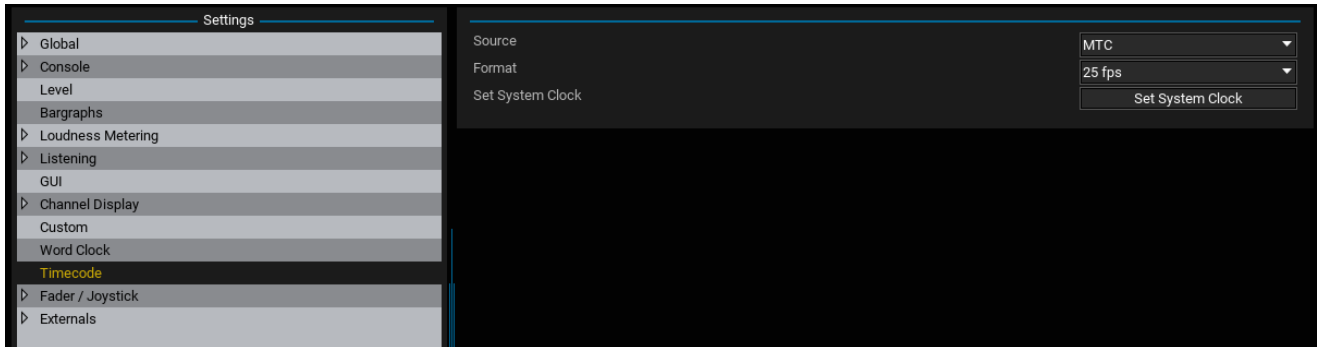 Settings
Global
Console
Level
Bargraphs
Loudness Metering
Listening
GUI
Channel Display
Custom
Word Clock
Timecode
Fader / Joystick
Externals
Source
MTC
Format
25 fps
Set System Clock
Set System Clock